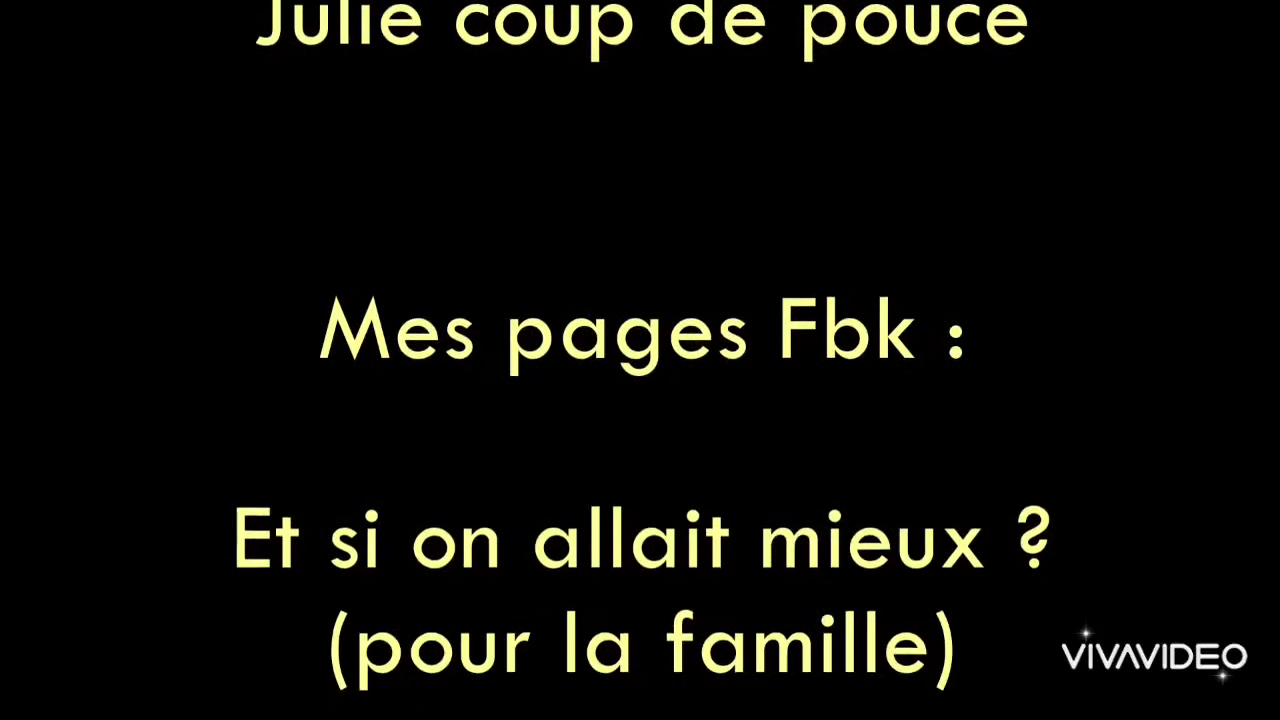 Julie coup de pouce
Mes pages Fbk :
Et si on allait mieux ?
(pour la famille)
VIVAVIDEO